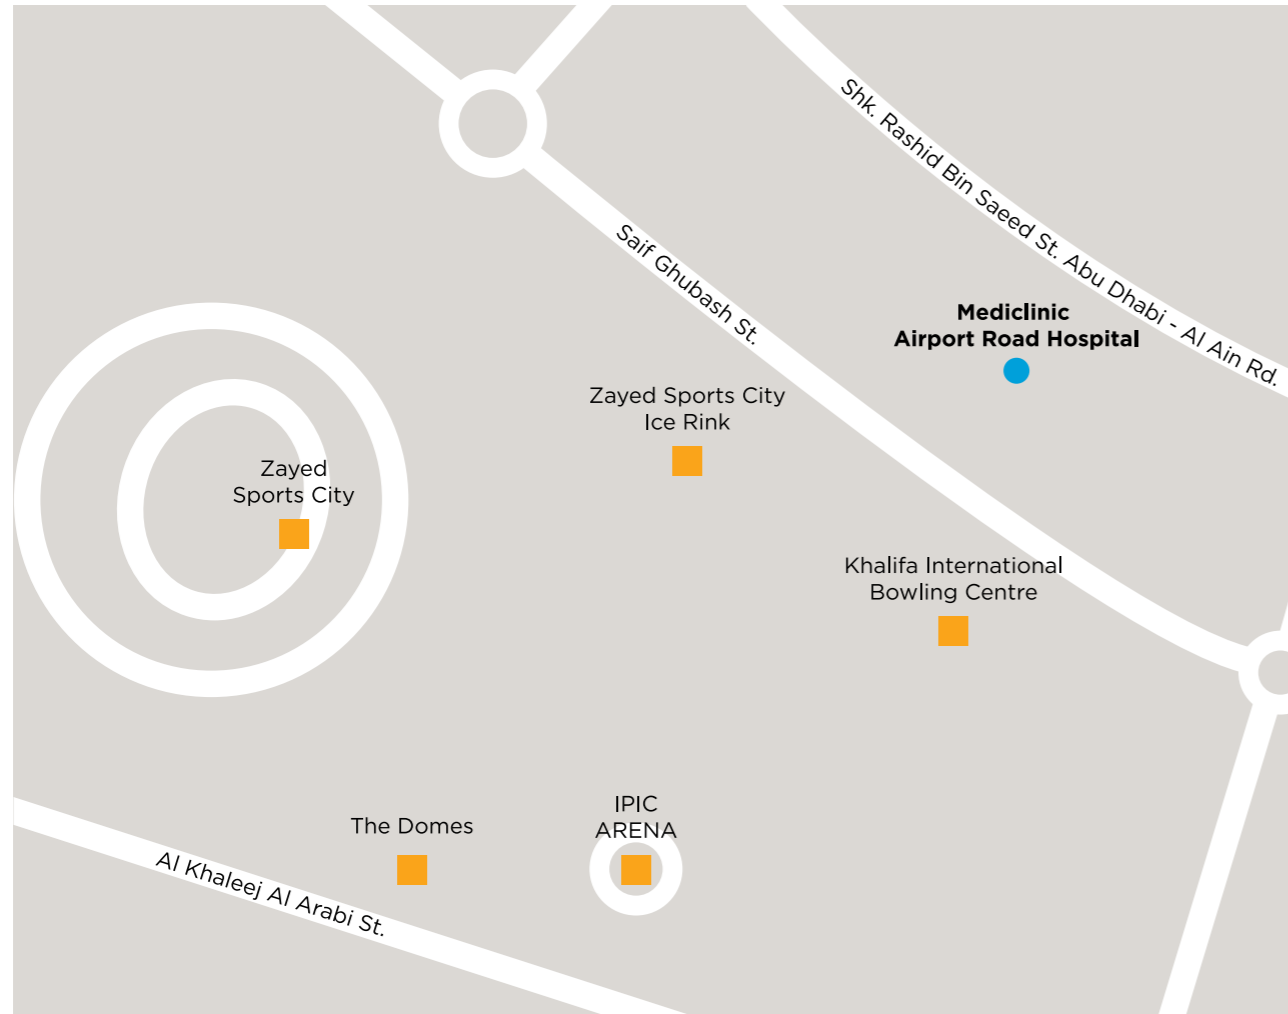 Shk. Rashid Bin Saeed St. Abu Dhabi - Al Ain Rd.
Saif Ghubash St.
Mediclinic
Airport Road Hospital
Zayed Sports City
Ice Rink
Zayed
Sports City
Khalifa International
Bowling Centre
IPIC
ARENA
The Domes
Al Khaleej Al Arabi St.